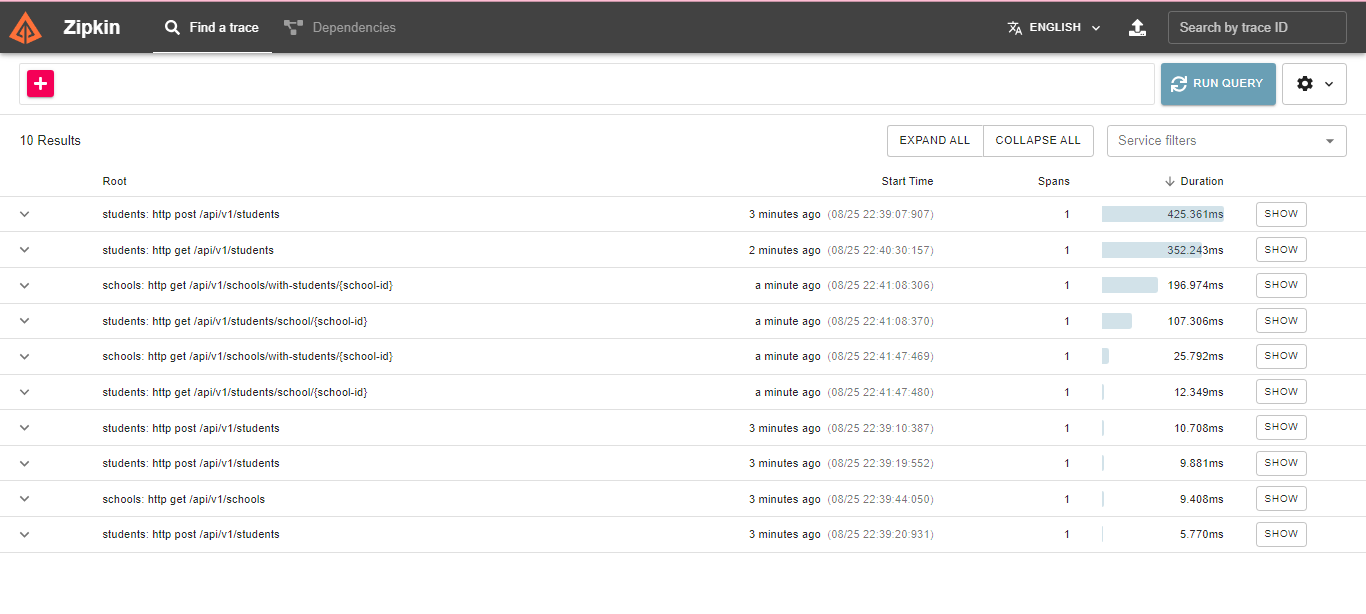 Zipkin Find a trace Dependencies ENGLISH Search by trace ID
RUN QUERY
10 Results EXPAND ALL COLLAPSE ALL Service filters
Root Start Time Spans Duration
students: http post /api/v1/students 3 minutes ago (08/25 22:39:07:907) 1 425.361ms SHOW
students: http get /api/v1/students 2 minutes ago (08/25 22:40:30:157) 1 352.243ms SHOW
schools: http get /api/v1/schools/with-students/{school-id} a minute ago (08/25 22:41:08:306) 1 196.974ms SHOW
students: http get /api/v1/students/school/{school-id} a minute ago (08/25 22:41:08:370) 1 107.306ms SHOW
schools: http get /api/v1/schools/with-students/{school-id} a minute ago (08/25 22:41:47:469) 1 25.792ms SHOW
students: http get /api/v1/students/school/{school-id} a minute ago (08/25 22:41:47:480) 1 12.349ms SHOW
students: http post /api/v1/students 3 minutes ago (08/25 22:39:10:387) 1 10.708ms SHOW
students: http post /api/v1/students 3 minutes ago (08/25 22:39:19:552) 1 9.881ms SHOW
schools: http get /api/v1/schools 3 minutes ago (08/25 22:39:44:050) 1 9.408ms SHOW
students: http post /api/v1/students 3 minutes ago (08/25 22:39:20:931) 1 5.770ms SHOW